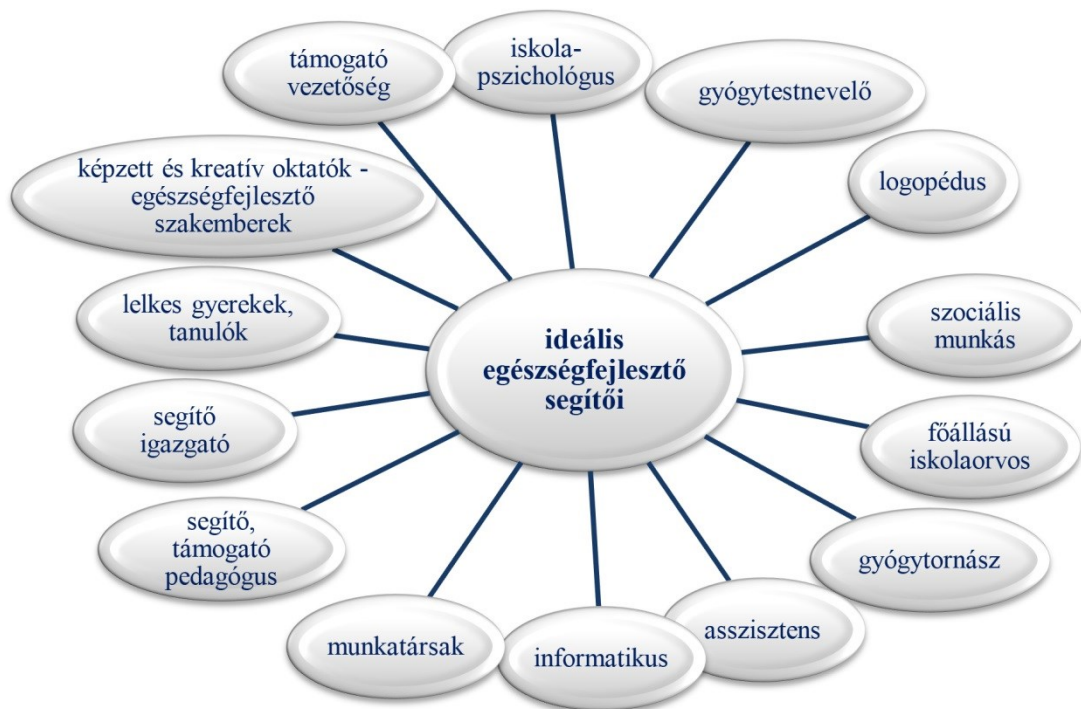 támogató
vezetőség
iskola-
pszichológus
gyógytestnevelő
logopédus
szociális
munkás
főállású
iskolaorvos
gyógytornász
asszisztens
informatikus
munkatársak
segítő,
támogató
pedagógus
segítő
igazgató
lelkes gyerekek,
tanulók
képzett és kreatív oktatók -
egészségfejlesztő
szakemberek
ideális
egészségfejlesztő
segítői